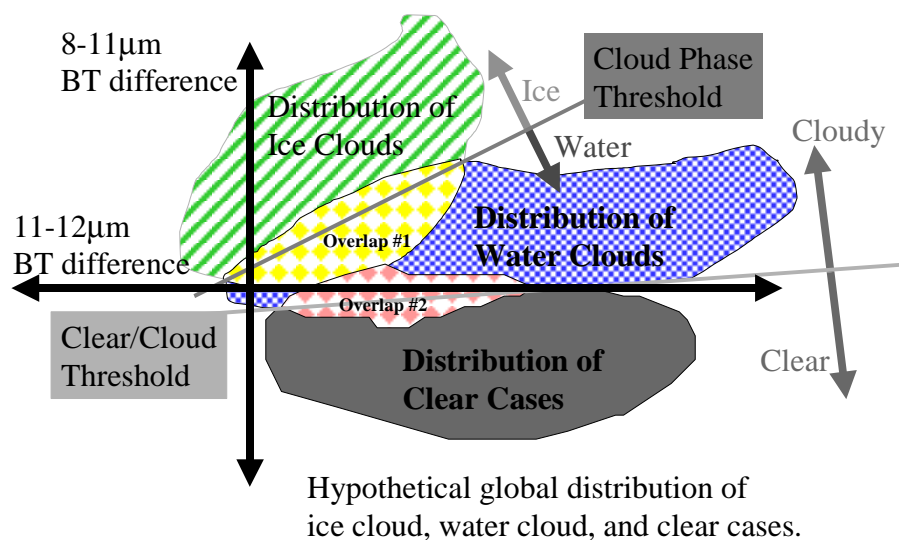 8-11μm
BT difference
Cloud Phase
Threshold
Ice
Water
Distribution of
Ice Clouds
Cloudy
11-12μm
BT difference
Overlap #1
Distribution of
Water Clouds
Overlap #2
Clear/Cloud
Threshold
Distribution of
Clear Cases
Clear
Hypothetical global distribution of
ice cloud, water cloud, and clear cases.